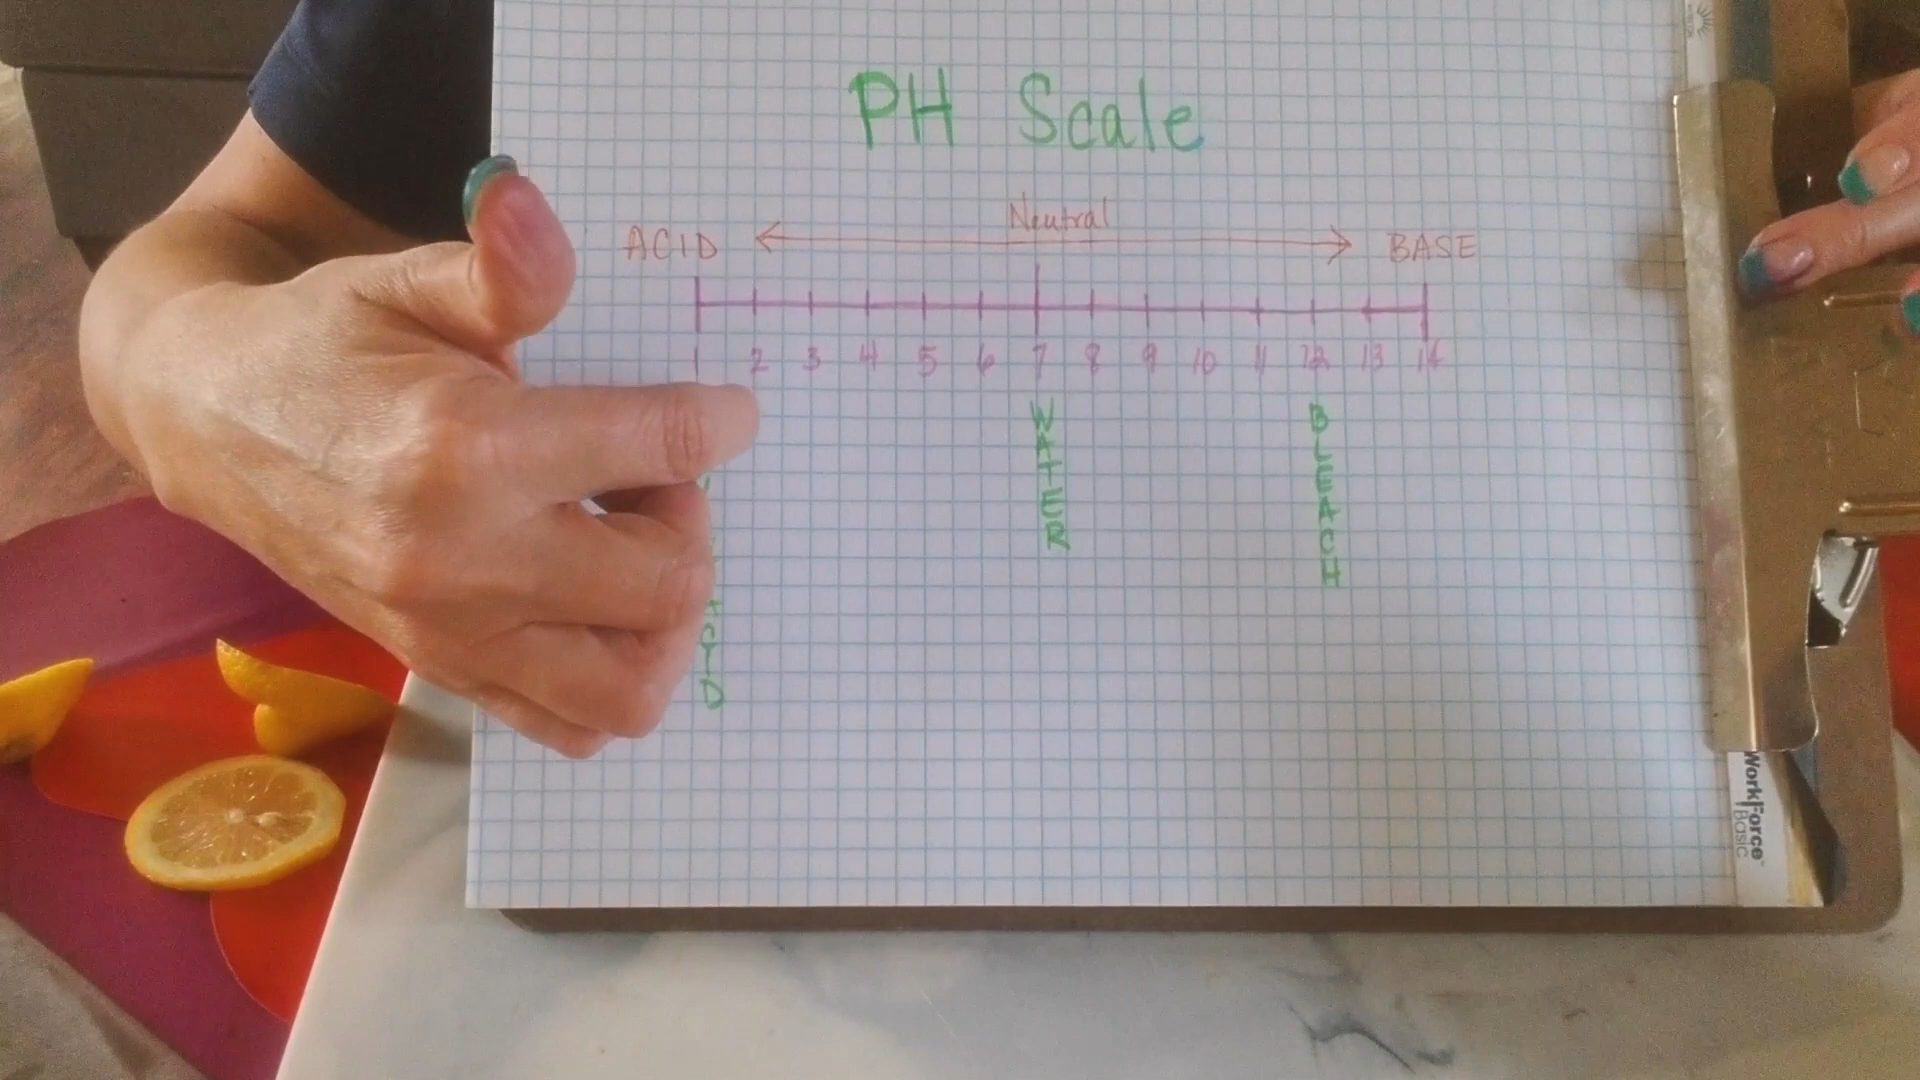 PH Scale
Neutral
ACID BASE
1 2 3 4 5 6 7 8 9 10 11 12 13 14
WATER
BLEACH
ACID
WorkForce
Basic